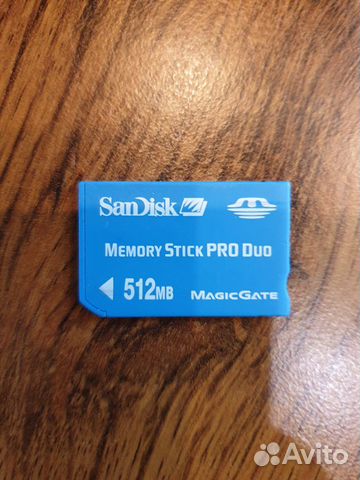 SanDisk
MEMORY STICK PRO DUO
512MB MAGICGATE
Avito